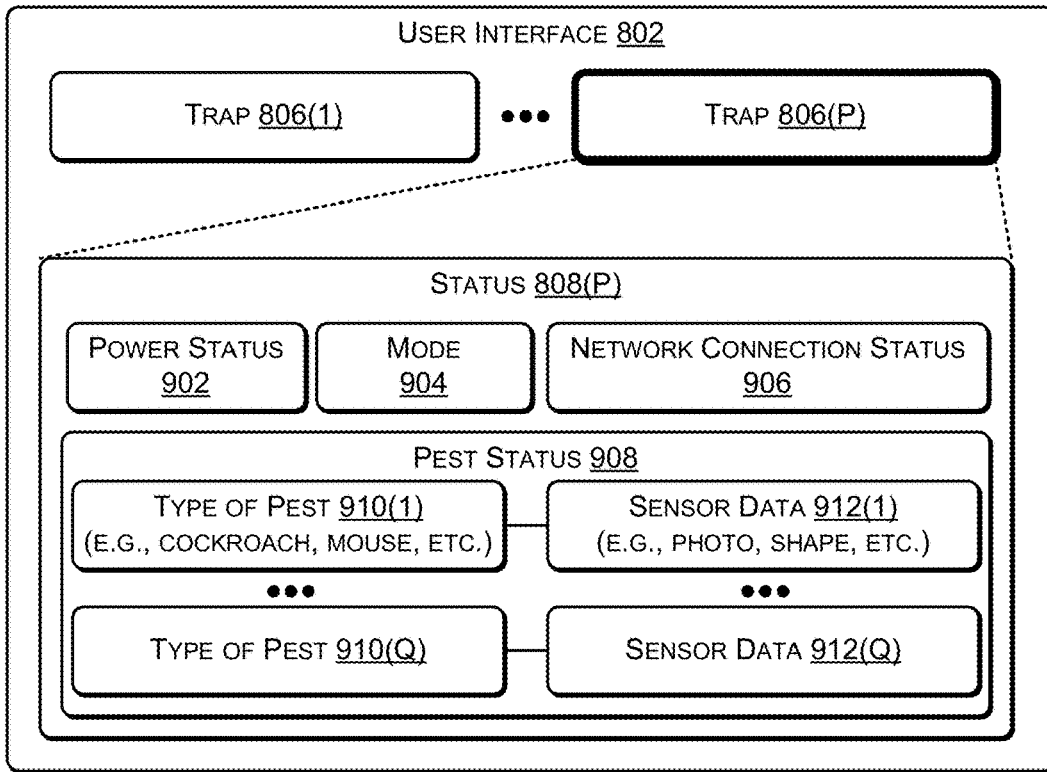 USER INTERFACE 802
TRAP 806(1)
●●●
TRAP 806(P)
STATUS 808(P)
POWER STATUS
902
MODE
904
NETWORK CONNECTION STATUS
906
PEST STATUS 908
TYPE OF PEST 910(1)
(E.G., COCKROACH, MOUSE, ETC.)
SENSOR DATA 912(1)
(E.G., PHOTO, SHAPE, ETC.)
●●●
●●●
TYPE OF PEST 910(Q)
SENSOR DATA 912(Q)